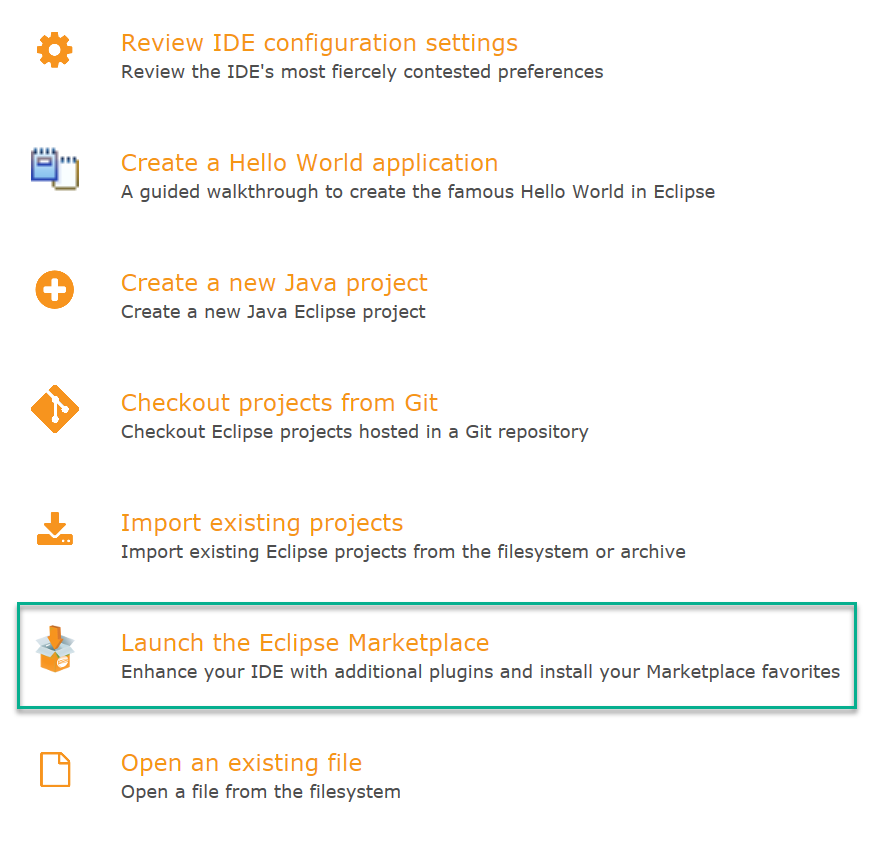 Review IDE configuration settings
Review the IDE's most fiercely contested preferences
Create a Hello World application
A guided walkthrough to create the famous Hello World in Eclipse
Create a new Java project
Create a new Java Eclipse project
Checkout projects from Git
Checkout Eclipse projects hosted in a Git repository
Import existing projects
Import existing Eclipse projects from the filesystem or archive
Launch the Eclipse Marketplace
Enhance your IDE with additional plugins and install your Marketplace favorites
Open an existing file
Open a file from the filesystem